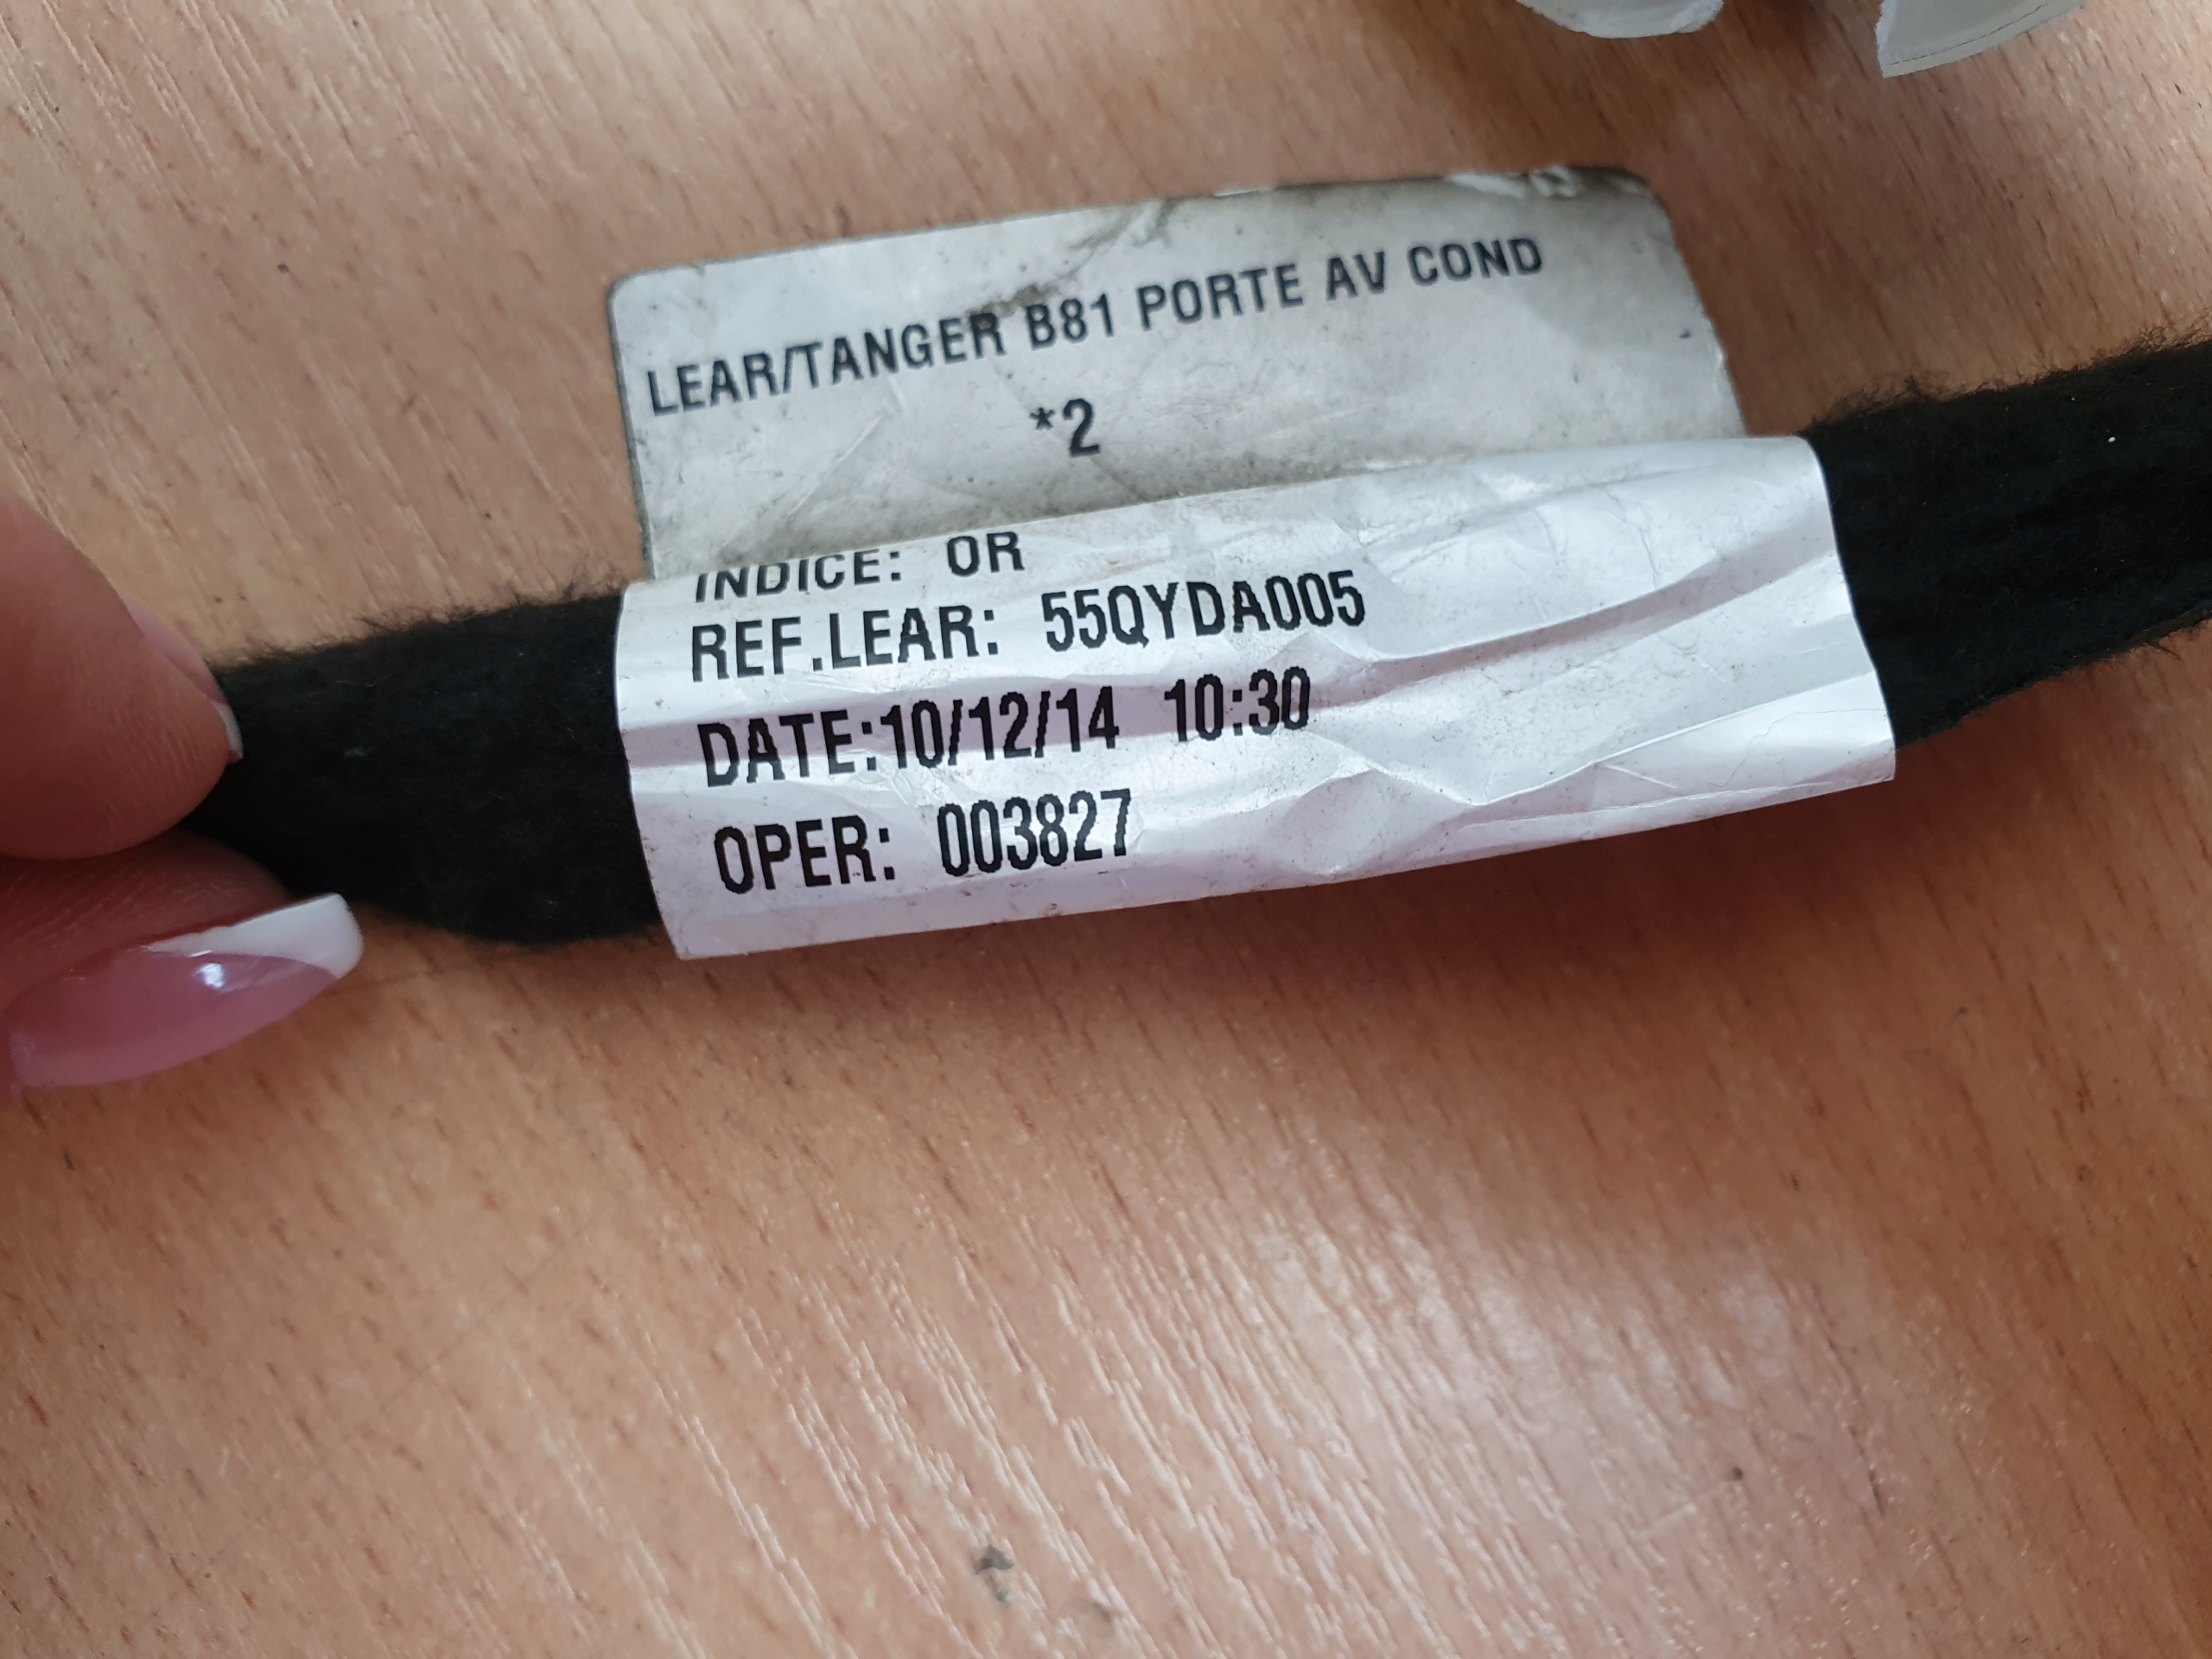 LEAR/TANGER B81 PORTE AV COND
*2
INDICE: OR
REF.LEAR: 55QYDA005
DATE:10/12/14 10:30
OPER: 003827